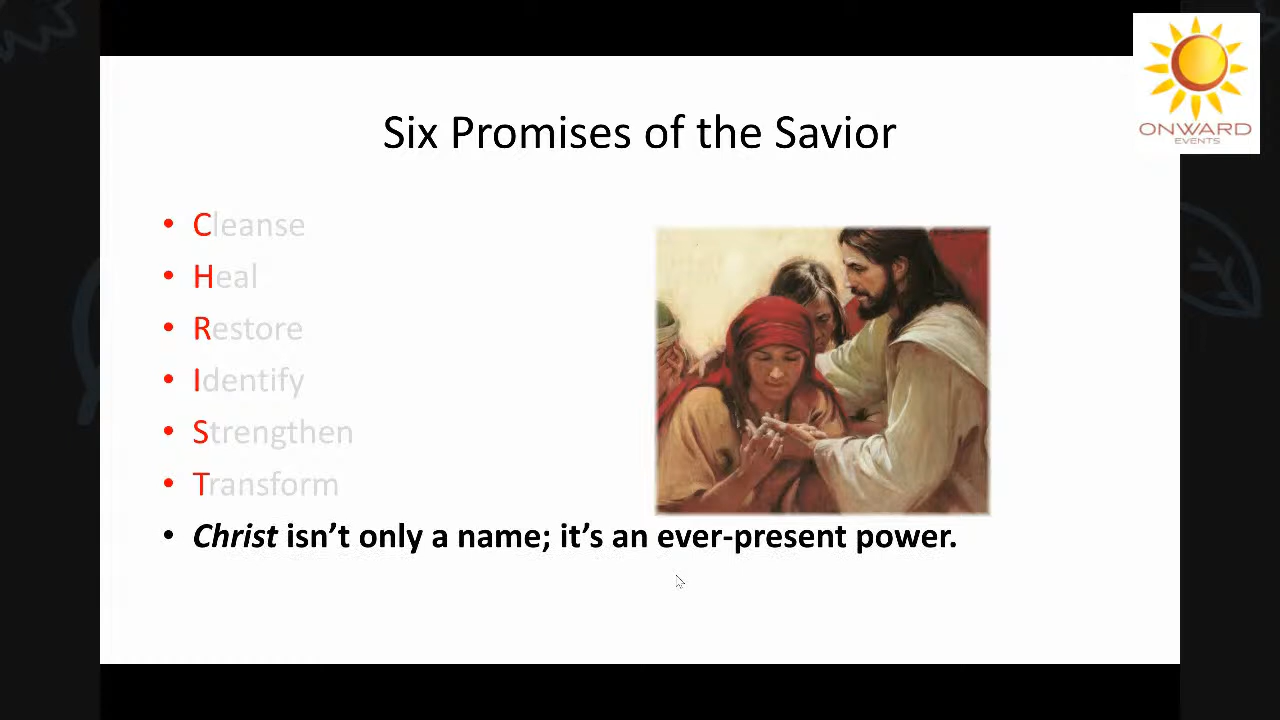 Six Promises of the Savior
• Cleanse
• Heal
• Restore
• Identify
• Strengthen
• Transform
• Christ isn't only a name; it's an ever-present power.
ONWARD
EVENTS